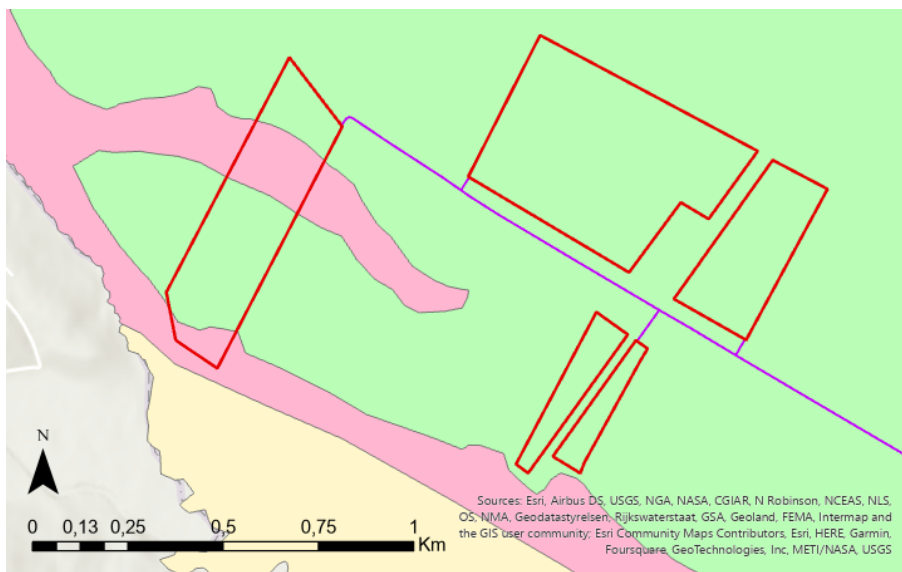 N
0 0,13 0,25 0,5 0,75 1
Km
Sources: Esri, Airbus DS, USGS, NGA, NASA, CGIAR, N Robinson, NCEAS, NLS,
OS, NMA, Geodatastyrelsen, Rijkswaterstaat, GSA, Geoland, FEMA, Intermap and
the GIS user community; Esri Community Maps Contributors, Esri, HERE, Garmin,
Foursquare, GeoTechnologies, Inc, METI/NASA, USGS